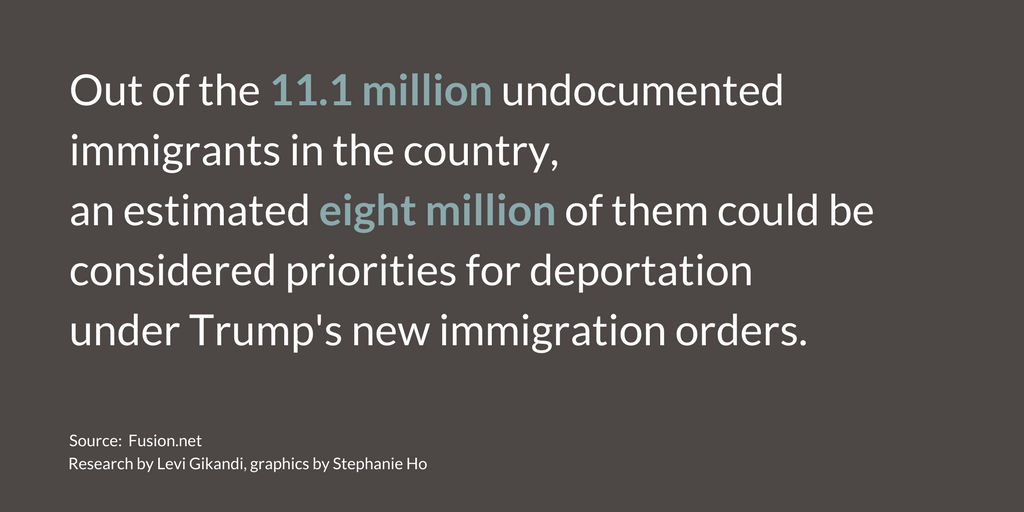 Out of the 11.1 million undocumented
immigrants in the country,
an estimated eight million of them could be
considered priorities for deportation
under Trump's new immigration orders.
Source: Fusion.net
Research by Levi Gikandi, graphics by Stephanie Ho